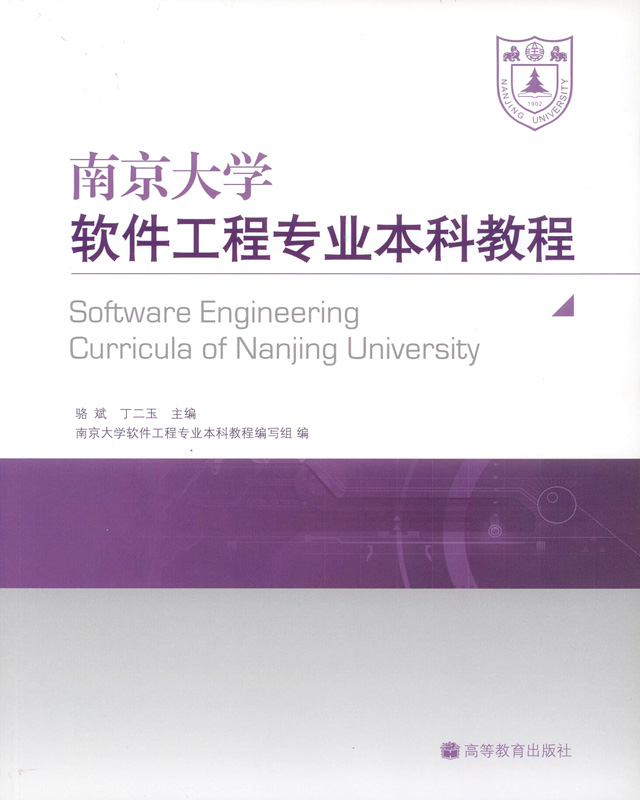 NANJING UNIVERSITY
1902
南京大学
软件工程专业本科教程
Software Engineering
Curricula of Nanjing University
骆 斌 丁二玉 主编
南京大学软件工程专业本科教程编写组 编
高等教育出版社